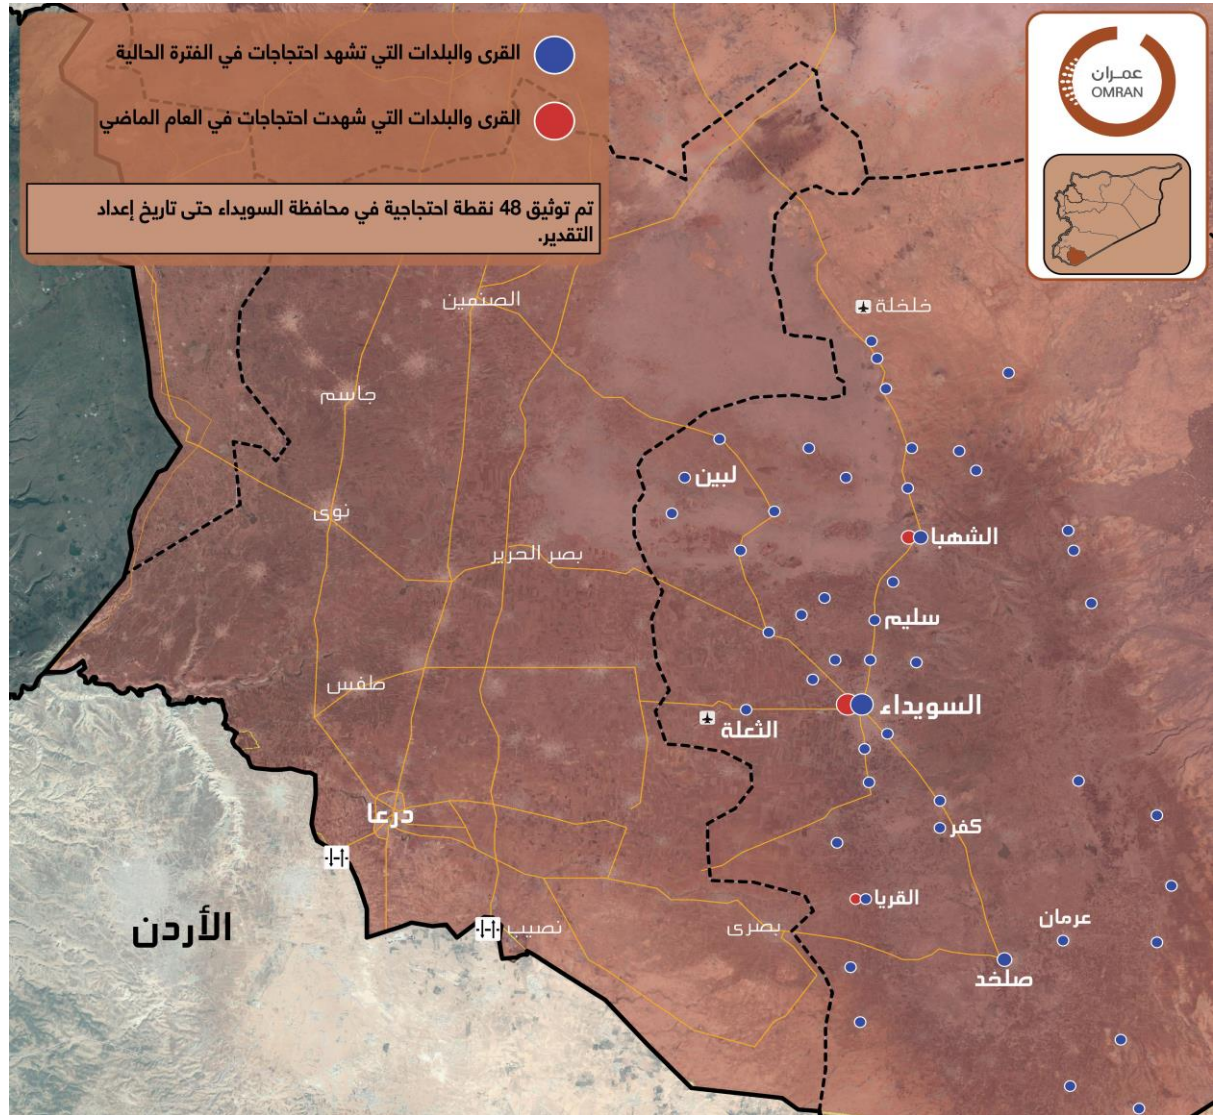 القرى والبلدات التي تشهد احتجاجات في الفترة الحالية
القرى والبلدات التي شهدت احتجاجات في العام الماضي
تم توثيق 48 نقطة احتجاجية في محافظة السويداء حتى تاريخ إعداد
التقدير.
عمـران
OMRAN
الصنمين
خلخلة
جاسم
لبين
نوى
الشهبا
بصر الحرير
سليم
طفس
السويداء
الثعلة
درعا
كفر
القريا
عرمان
الأردن
نصيب
بصرى
صلخد